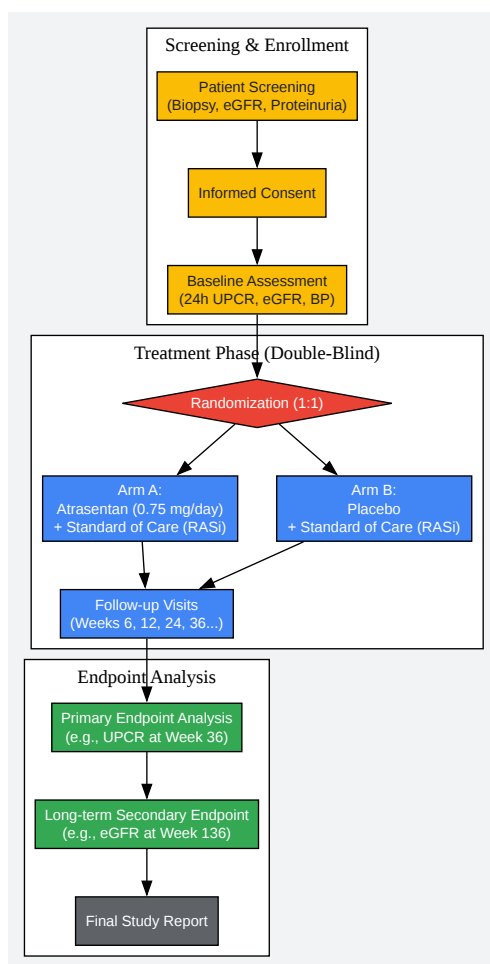 Screening & Enrollment
Patient Screening
(Biopsy, eGFR, Proteinuria)
Informed Consent
Baseline Assessment
(24h UPCR, eGFR, BP)
Treatment Phase (Double-Blind)
Randomization (1:1)
Arm A:
Atrasentan (0.75 mg/day)
+ Standard of Care (RASi)
Arm B:
Placebo
+ Standard of Care (RASi)
Follow-up Visits
(Weeks 6, 12, 24, 36...)
Endpoint Analysis
Primary Endpoint Analysis
(e.g., UPCR at Week 36)
Long-term Secondary Endpoint
(e.g., eGFR at Week 136)
Final Study Report